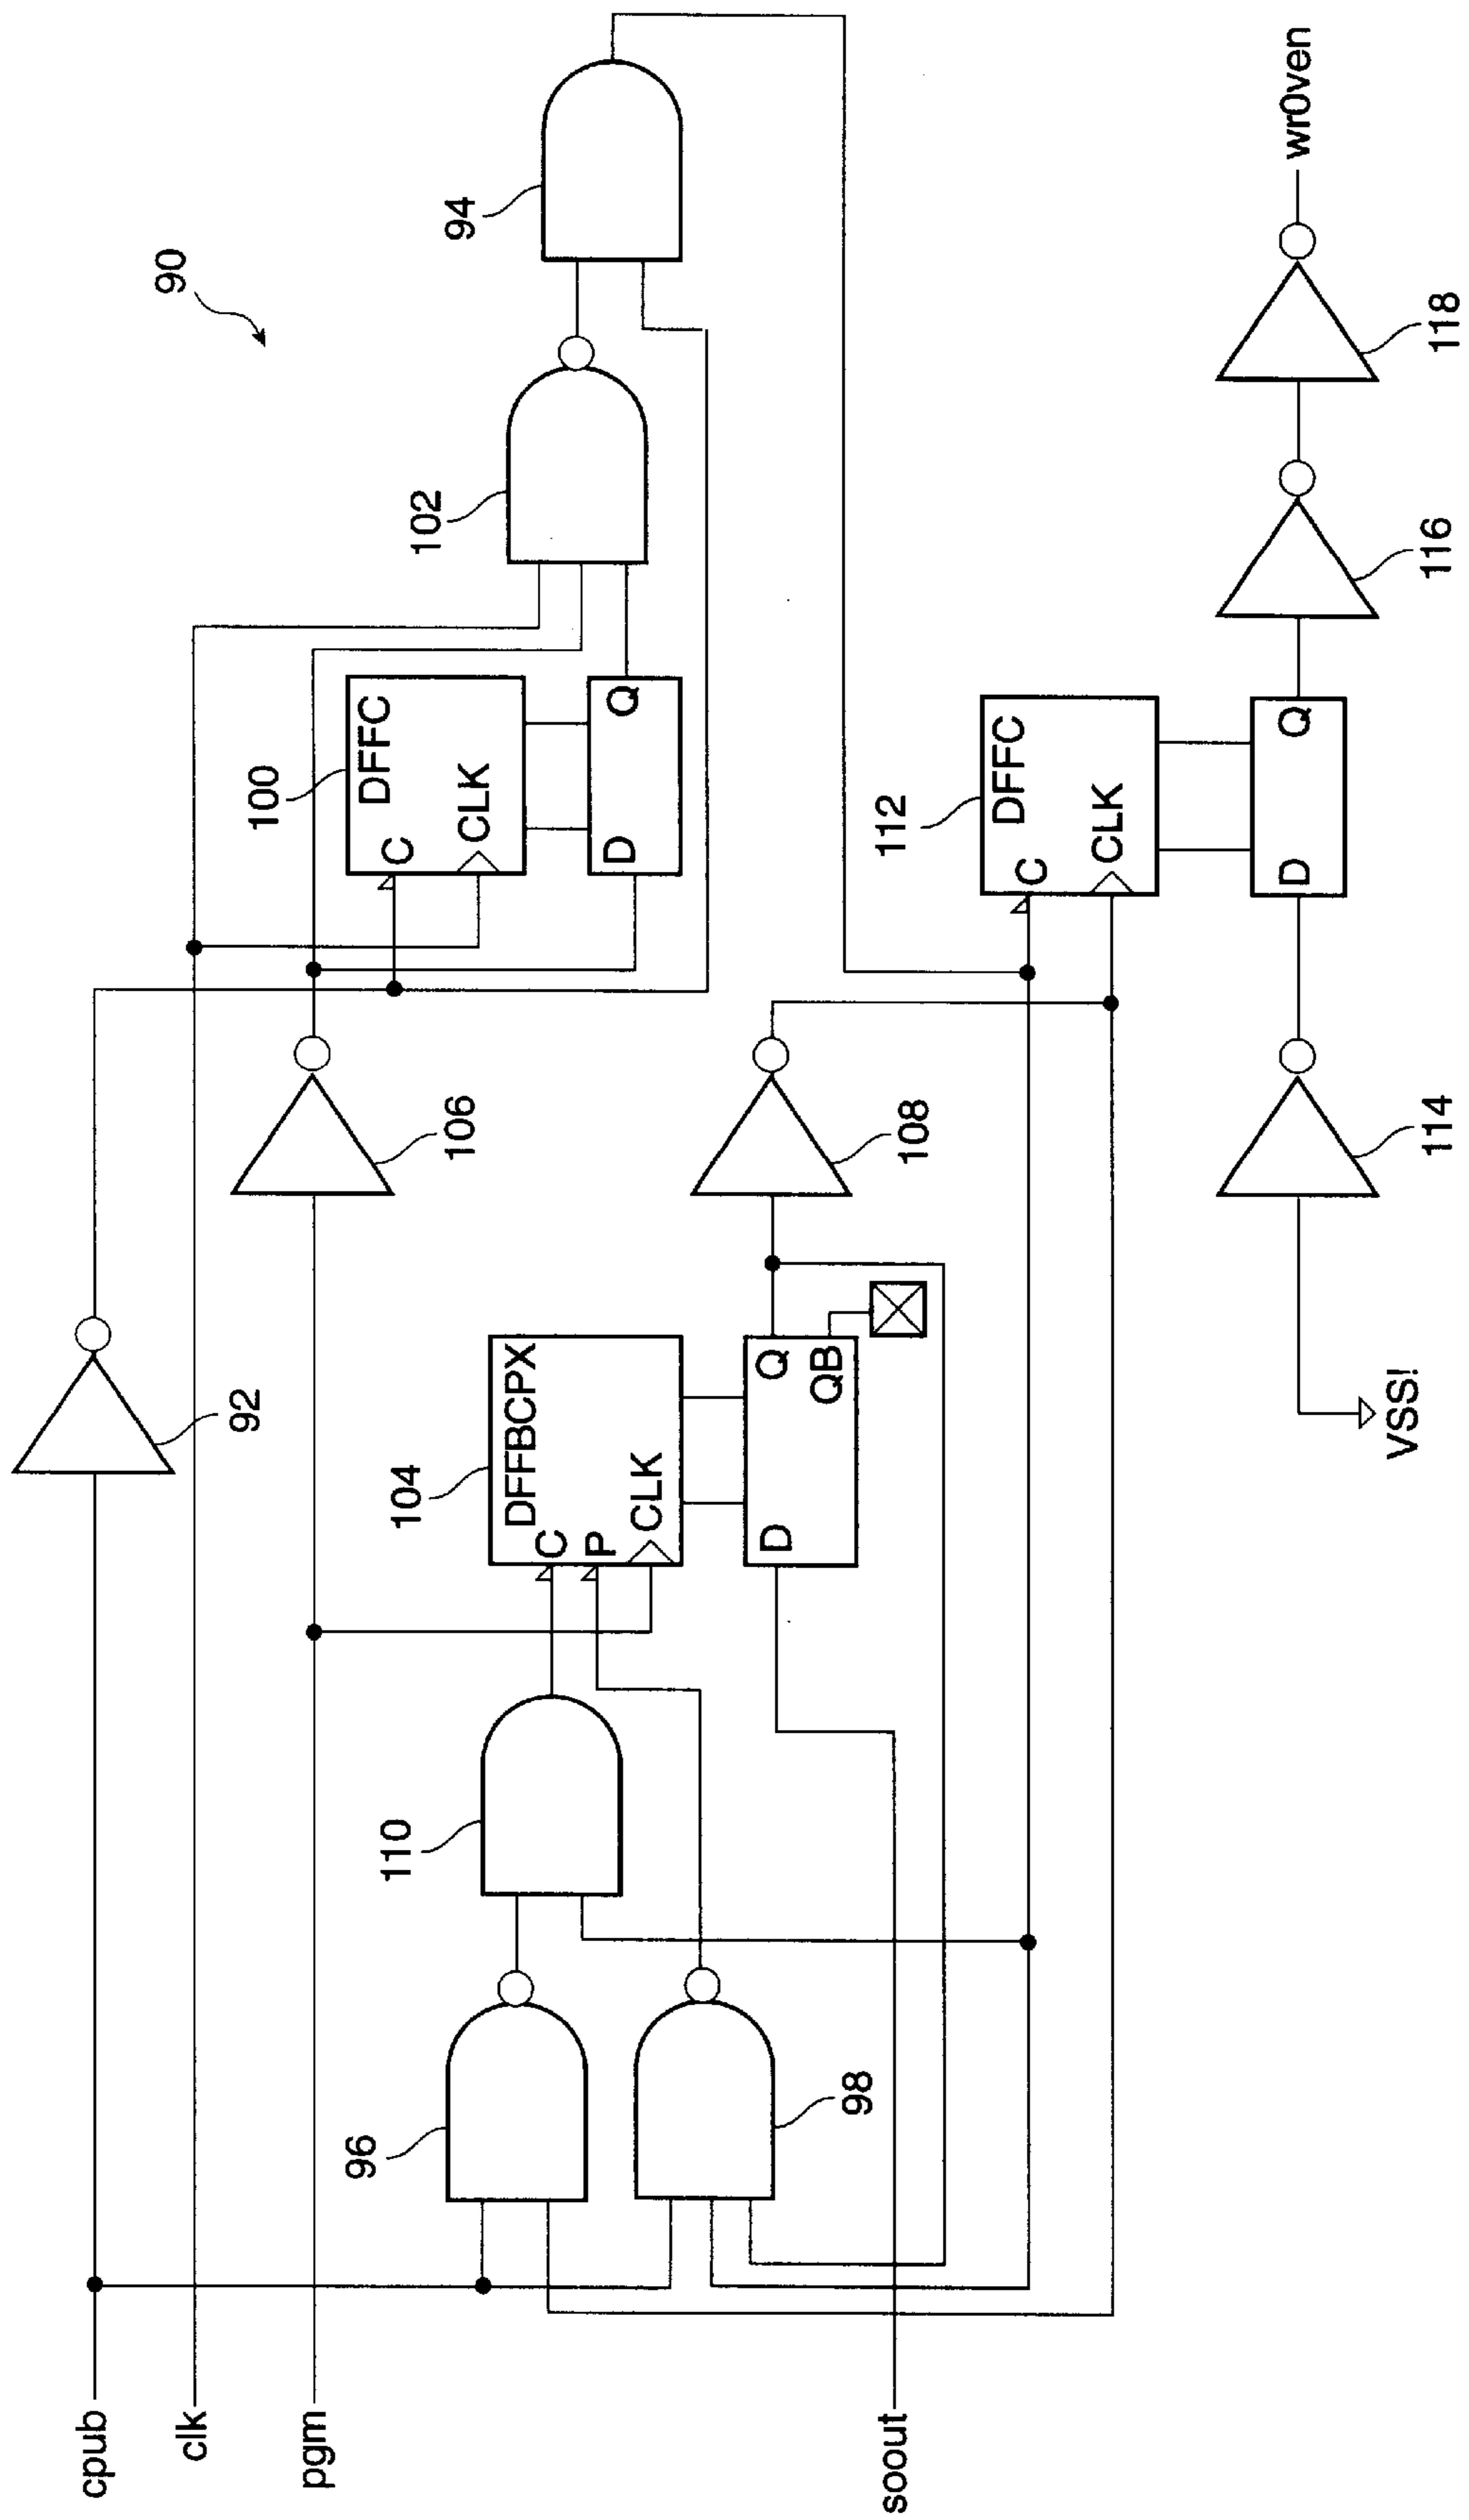 90
cpub
clk
pgm
soout
92
96
98
110
104
DFFBCPX
C
P
CLK
D
Q
QB
106
108
100
DFFC
C
CLK
D
Q
102
94
112
DFFC
C
CLK
D
Q
VSS!
114
116
118
wr0ven